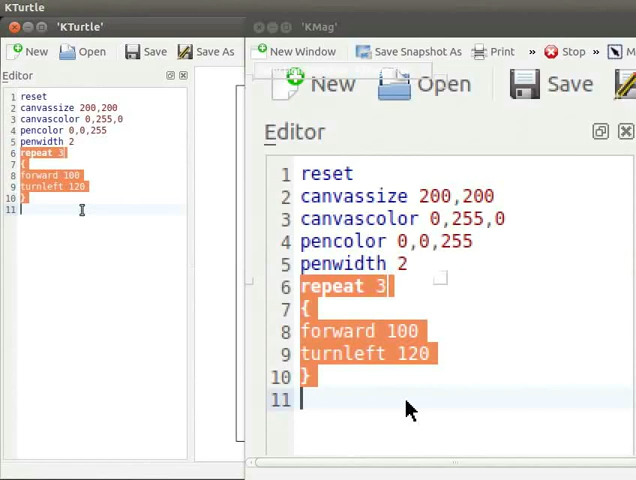 KTurtle
'KTurtle'
New Open Save Save As
Editor
1 reset
2 canvassize 200,200
3 canvascolor 0,255,0
4 pencolor 0,0,255
5 penwidth 2
6 repeat 3
7 {
8 forward 100
9 turnleft 120
10 }
11
'KMag'
New Window Save Snapshot As Print » Stop » M
New Open Save
Editor
1 reset
2 canvassize 200,200
3 canvascolor 0,255,0
4 pencolor 0,0,255
5 penwidth 2
6 repeat 3
7 {
8 forward 100
9 turnleft 120
10 }
11